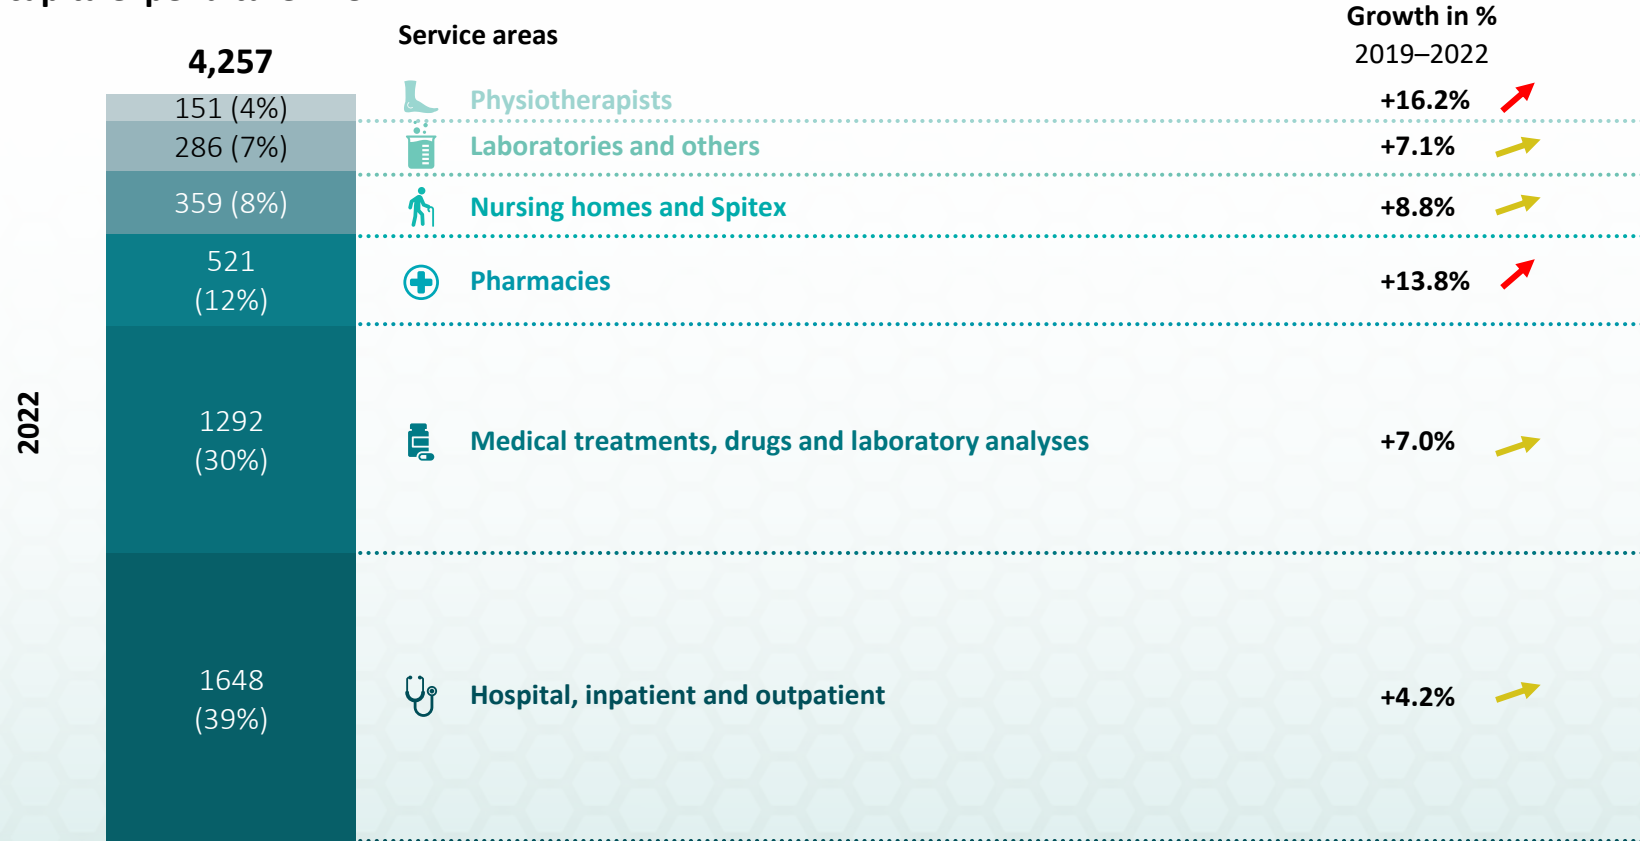 Growth in %
2019–2022
Service areas
4,257
151 (4%)
Physiotherapists
+16.2%
286 (7%)
Laboratories and others
+7.1%
359 (8%)
Nursing homes and Spitex
+8.8%
521
(12%)
Pharmacies
+13.8%
2022
1292
(30%)
Medical treatments, drugs and laboratory analyses
+7.0%
1648
(39%)
Hospital, inpatient and outpatient
+4.2%